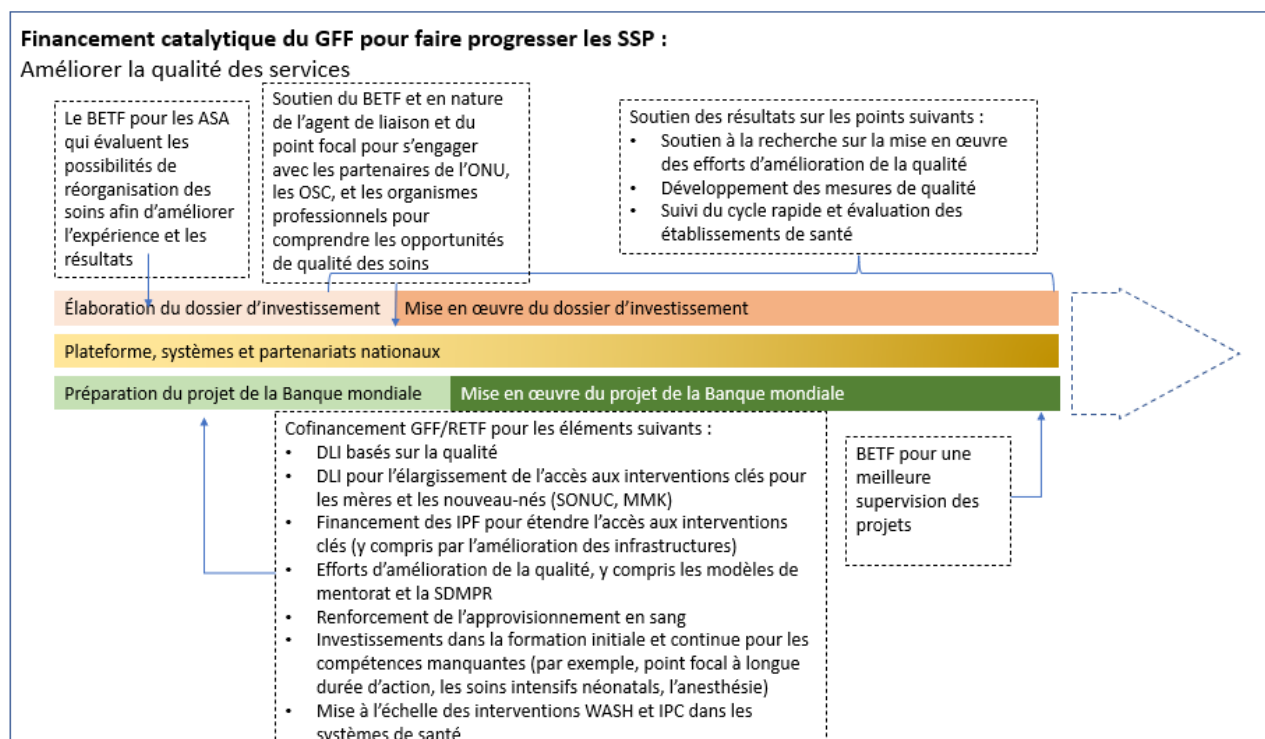 Financement catalytique du GFF pour faire progresser les SSP :
Améliorer la qualité des services
Le BETF pour les ASA
qui évaluent les
possibilités de
réorganisation des
soins afin d’améliorer
l’expérience et les
résultats
Soutien du BETF et en nature
de l’agent de liaison et du
point focal pour s’engager
avec les partenaires de l’ONU,
les OSC, et les organismes
professionnels pour
comprendre les opportunités
de qualité des soins
Soutien des résultats sur les points suivants :
• Soutien à la recherche sur la mise en œuvre
des efforts d’amélioration de la qualité
• Développement des mesures de qualité
• Suivi du cycle rapide et évaluation des
établissements de santé
Élaboration du dossier d’investissement
Mise en œuvre du dossier d’investissement
Plateforme, systèmes et partenariats nationaux
Préparation du projet de la Banque mondiale
Mise en œuvre du projet de la Banque mondiale
Cofinancement GFF/RETF pour les éléments suivants :
• DLI basés sur la qualité
• DLI pour l’élargissement de l’accès aux interventions clés pour
les mères et les nouveau-nés (SONUC, MMK)
• Financement des IPF pour étendre l’accès aux interventions
clés (y compris par l’amélioration des infrastructures)
• Efforts d’amélioration de la qualité, y compris les modèles de
mentorat et la SDMPR
• Renforcement de l’approvisionnement en sang
• Investissements dans la formation initiale et continue pour les
compétences manquantes (par exemple, point focal à longue
durée d’action, les soins intensifs néonatals, l’anesthésie)
• Mise à l’échelle des interventions WASH et IPC dans les
systèmes de santé
BETF pour une
meilleure
supervision des
projets